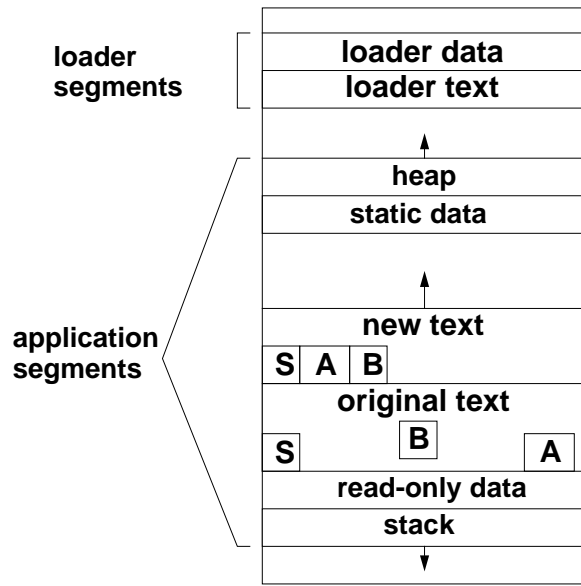 loader
segments
loader data
loader text
heap
static data
application
segments
new text
S A B
original text
B
S A
read-only data
stack